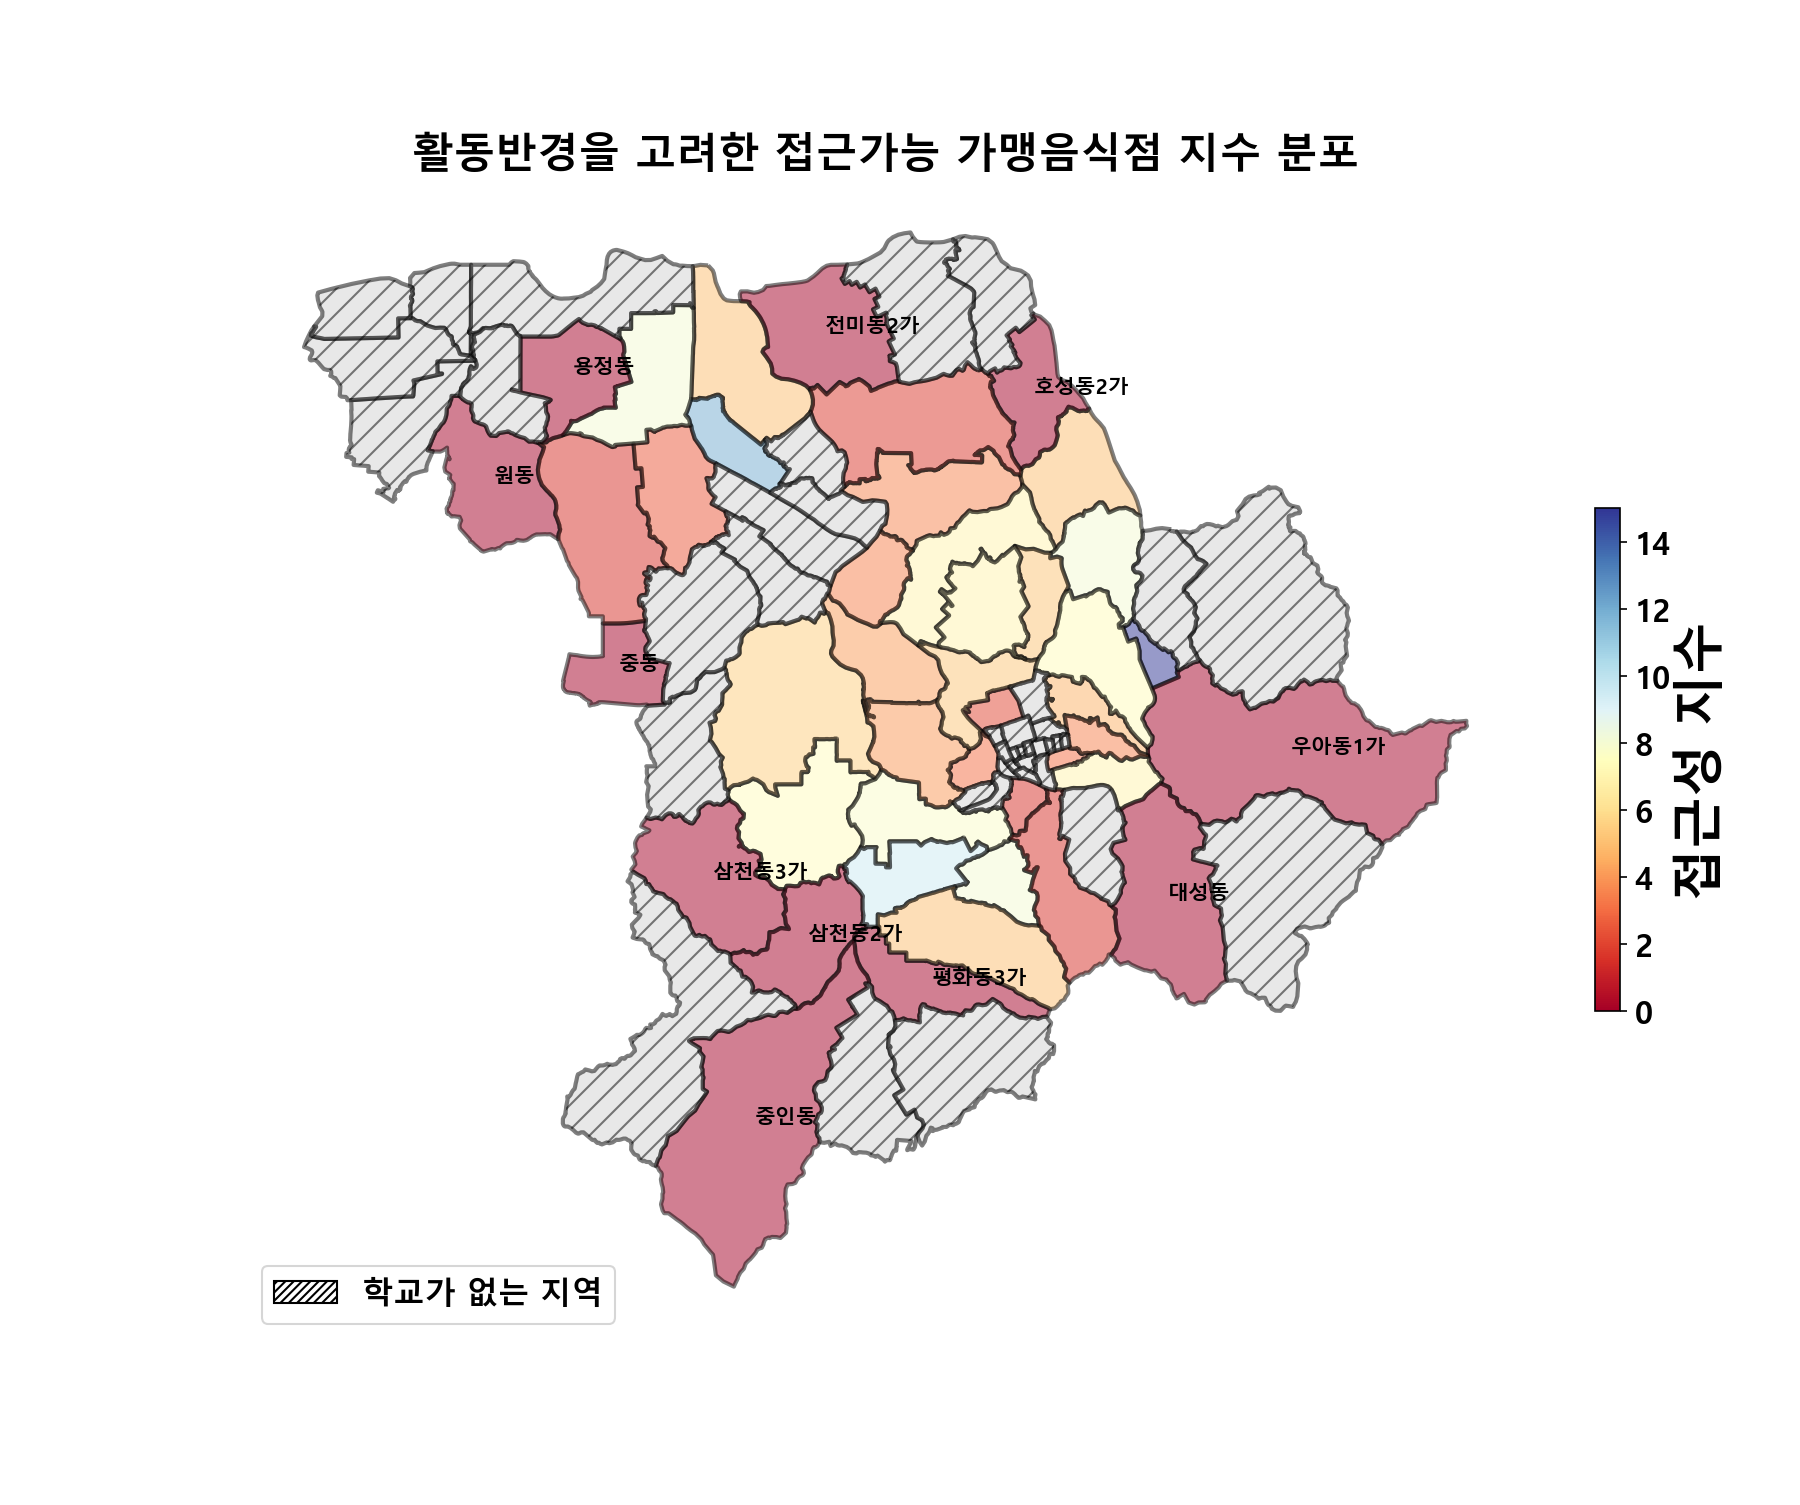 활동반경을 고려한 접근가능 가맹음식점 지수 분포
전미동2가
용정동
호성동2가
원동
중동
우아동1가
삼천동3가
대성동
삼천동2가
평화동3가
중인동
14
12
10
8
6
4
2
0
접근성 지수
학교가 없는 지역